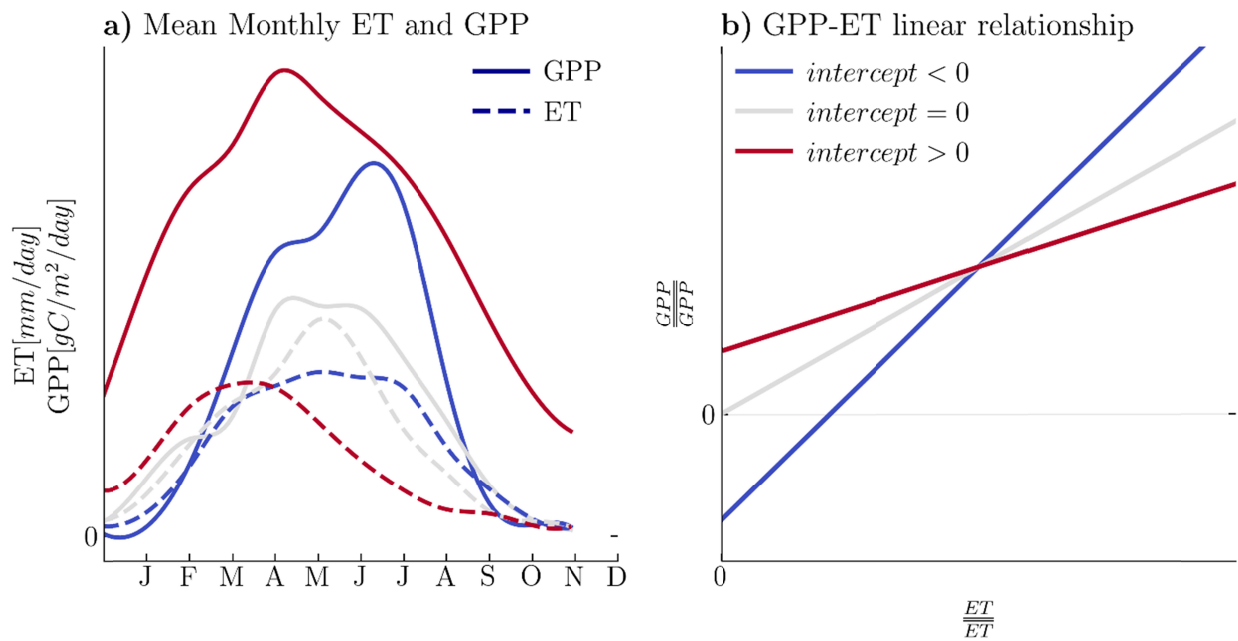 a) Mean Monthly ET and GPP
GPP
ET
ET[mm/day]
GPP[gC/m²/day]
0
J F M A M J J A S O N D
b) GPP-ET linear relationship
intercept < 0
intercept = 0
intercept > 0
GPP
GPP
0
0
ET
ET